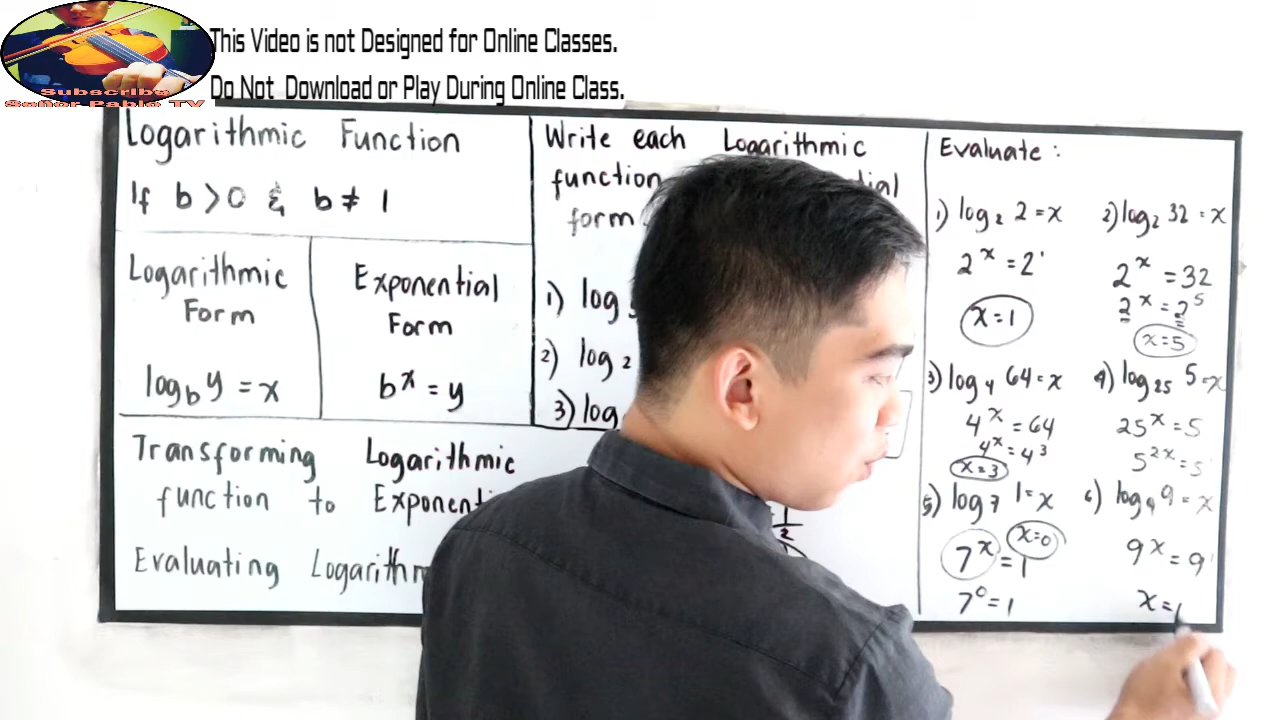 This Video is not Designed for Online Classes.
Do Not Download or Play During Online Class.
Subscribe
Señor Pablo TV
Logarithmic Function
If b > 0 & b ≠ 1
Logarithmic
Form
log_b y = x
Exponential
Form
b^x = y
Transforming Logarithmic
function to
Evaluating
Write each Logarithmic
function
form
1) log
2) log 2
3) log
1/2
Evaluate:
1) log_2 2 = x
2^x = 2^1
x = 1
2) log_2 32 = x
2^x = 32
2^x = 2^5
x = 5
3) log_4 64 = x
4^x = 64
4^x = 4^3
x = 3
4) log_25 5 = x
25^x = 5
5^2x = 5^1
5) log_7 1 = x
x = 0
7^x = 1
7^0 = 1
6) log_9 9 = x
9^x = 9^1
x = 1